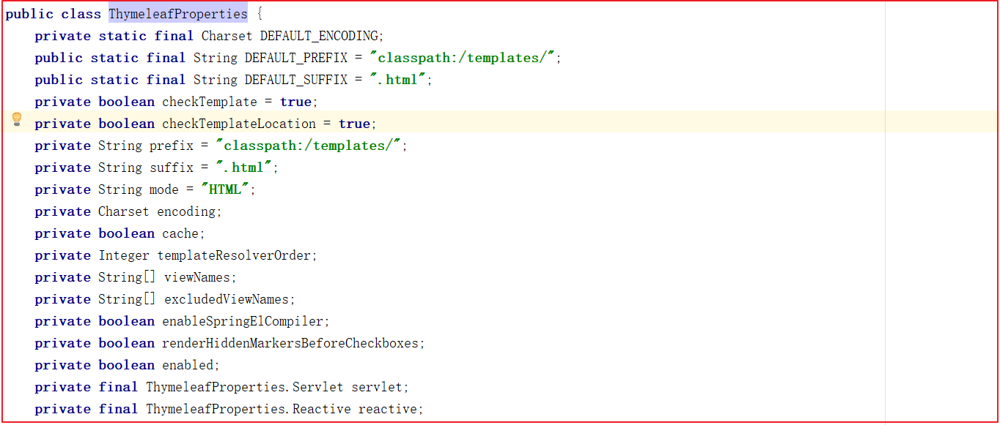 public class ThymeleafProperties {
    private static final Charset DEFAULT_ENCODING;
    public static final String DEFAULT_PREFIX = "classpath:/templates/";
    public static final String DEFAULT_SUFFIX = ".html";
    private boolean checkTemplate = true;
    private boolean checkTemplateLocation = true;
    private String prefix = "classpath:/templates/";
    private String suffix = ".html";
    private String mode = "HTML";
    private Charset encoding;
    private boolean cache;
    private Integer templateResolverOrder;
    private String[] viewNames;
    private String[] excludedViewNames;
    private boolean enableSpringElCompiler;
    private boolean renderHiddenMarkersBeforeCheckboxes;
    private boolean enabled;
    private final ThymeleafProperties.Servlet servlet;
    private final ThymeleafProperties.Reactive reactive;